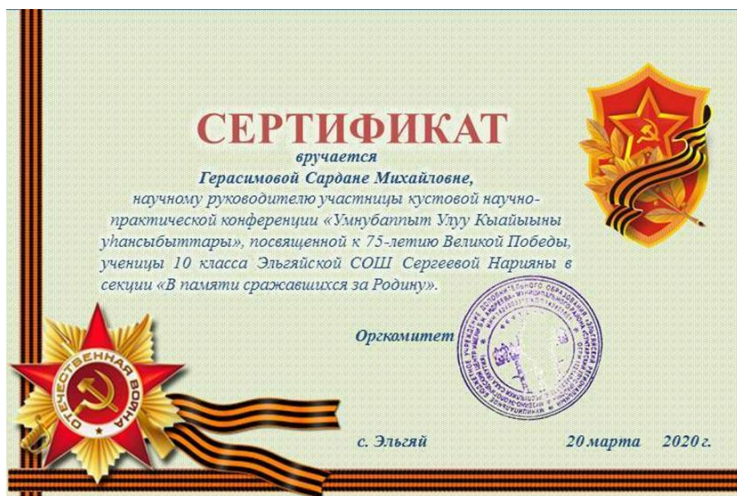 СЕРТИФИКАТ
вручается
Герасимовой Сардане Михайловне,
научному руководителю участницы кустовой научно-
практической конференции «Умнубаппыт Улуу Кыайыыны
уһансыбыттары», посвященной к 75-летию Великой Победы,
ученицы 10 класса Эльгяйской СОШ Сергеевой Нарияны в
секции «В памяти сражавшихся за Родину».
Оргкомитет
ОТЕЧЕСТВЕННАЯ ВОЙНА
с. Эльгяй 20 марта 2020 г.